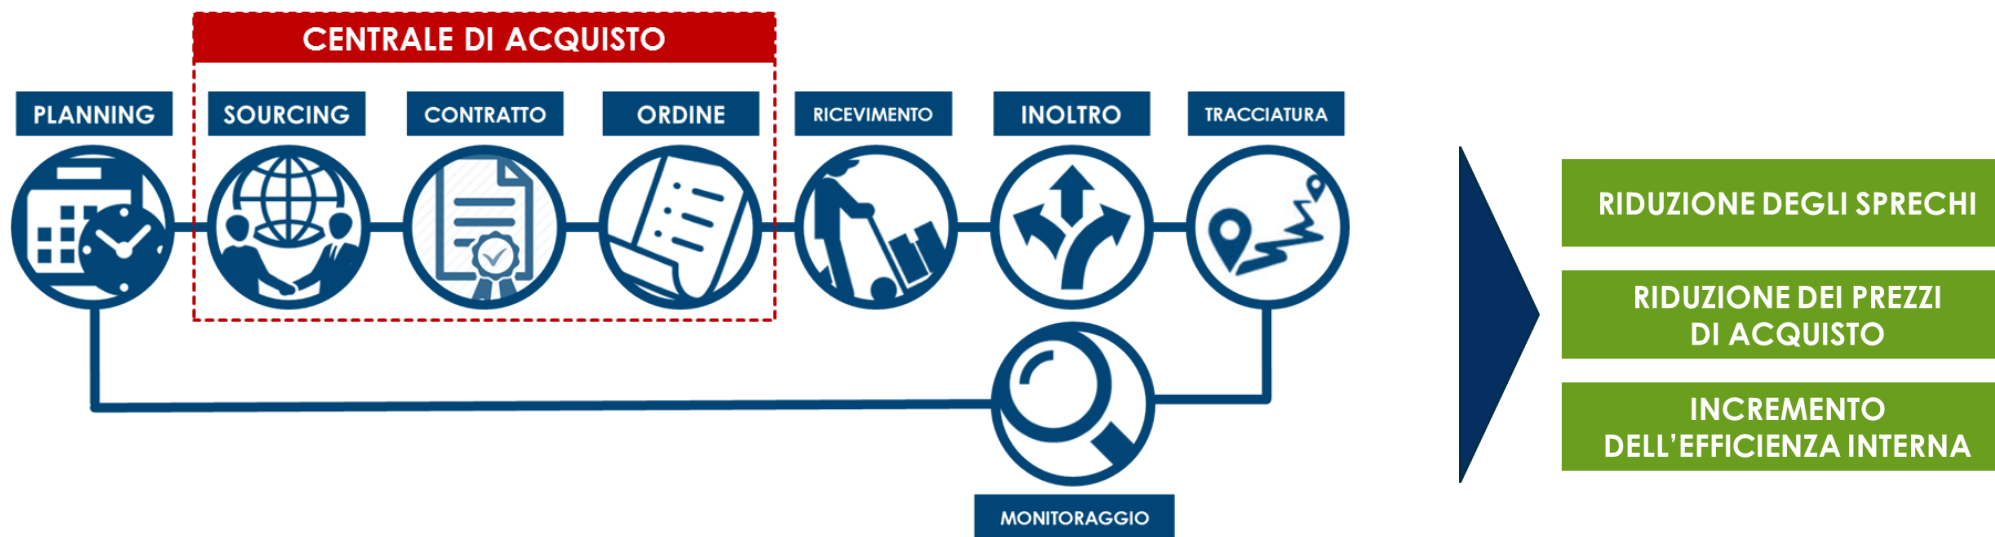 CENTRALE DI ACQUISTO
PLANNING
SOURCING
CONTRATTO
ORDINE
RICEVIMENTO
INOLTRO
TRACCIATURA
MONITORAGGIO
RIDUZIONE DEGLI SPRECHI
RIDUZIONE DEI PREZZI
DI ACQUISTO
INCREMENTO
DELL’EFFICIENZA INTERNA